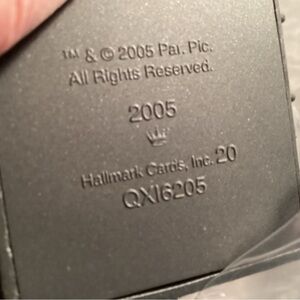 ™ & © 2005 Par. Pic.
All Rights Reserved.
2005
Hallmark Cards, Inc. 20
QXI6205